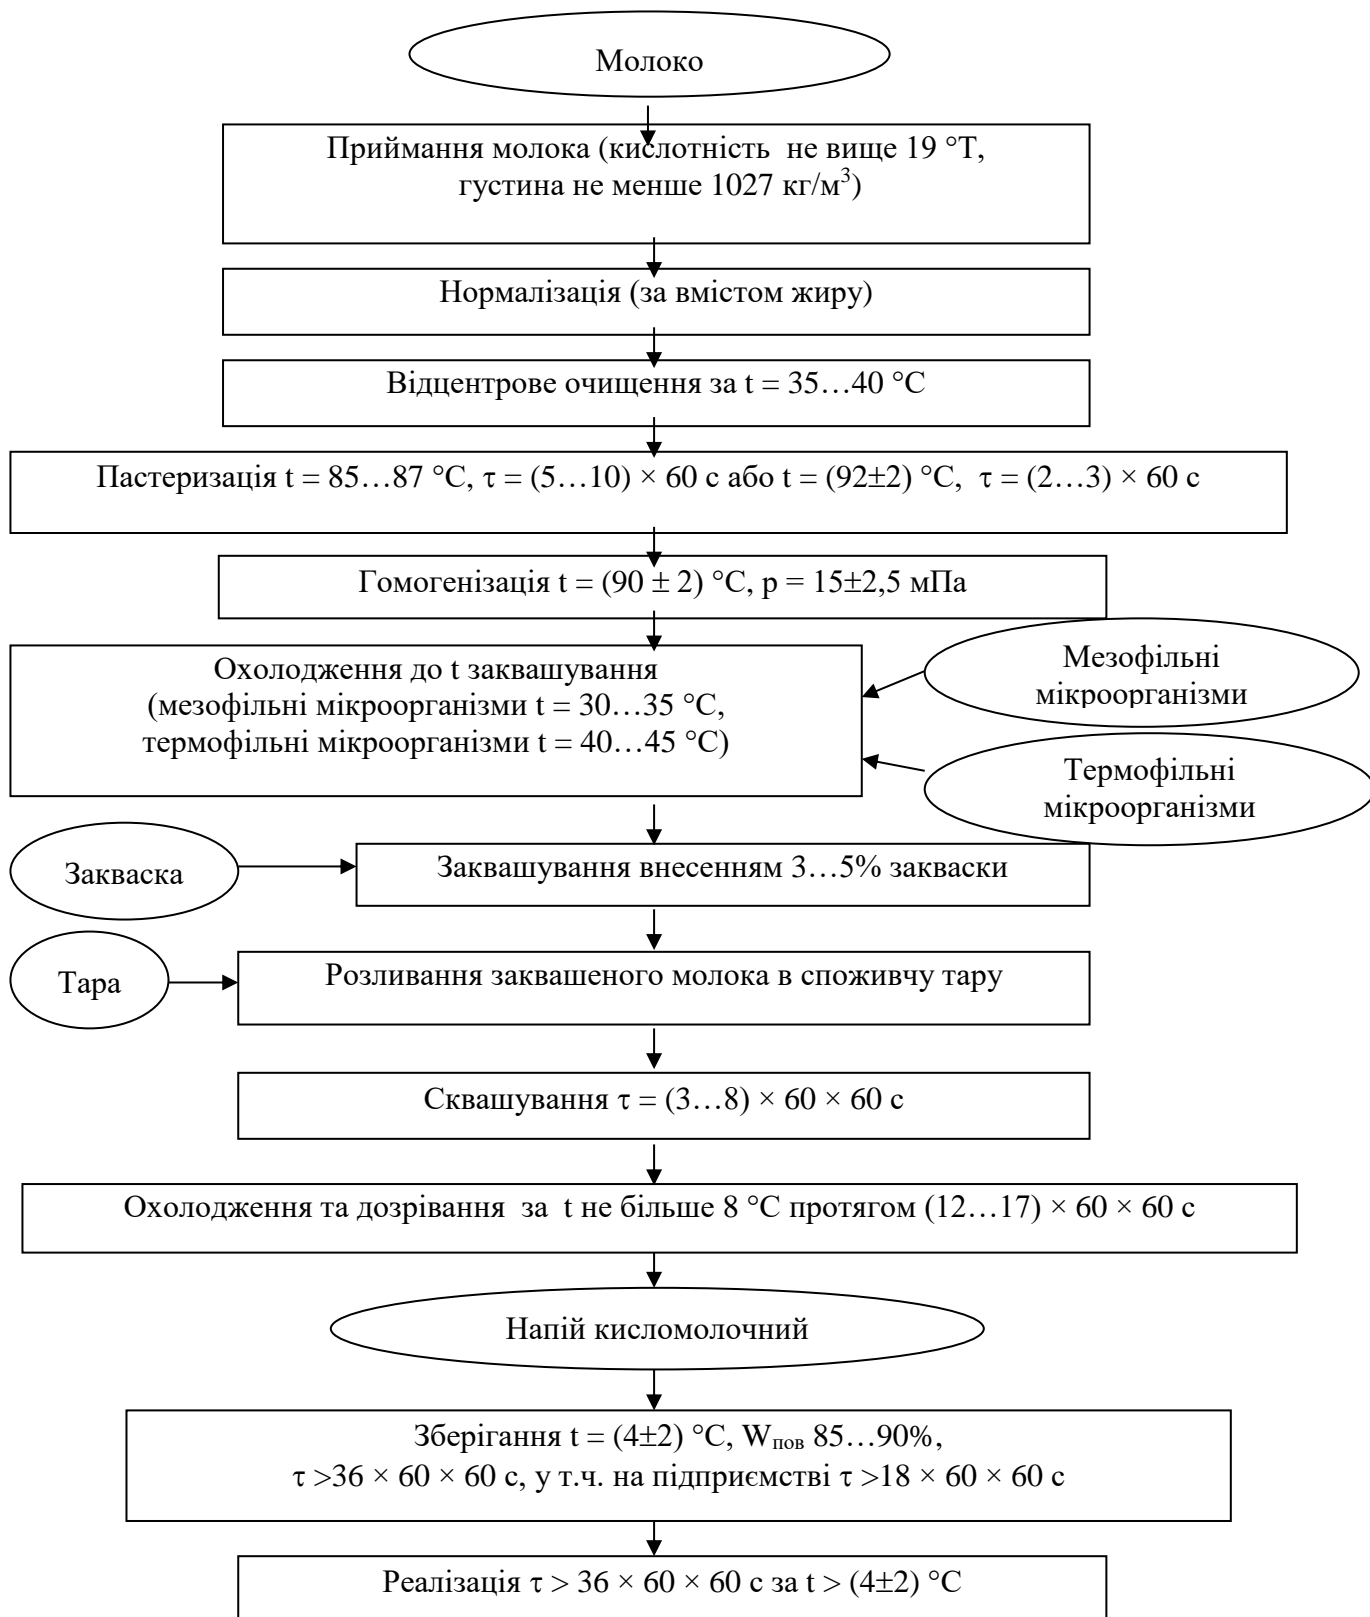 Молоко
Приймання молока (кислотність не вище 19 °Т,
густина не менше 1027 кг/м³)
Нормалізація (за вмістом жиру)
Відцентрове очищення за t = 35…40 °С
Пастеризація t = 85…87 °С, τ = (5…10) × 60 с або t = (92±2) °С, τ = (2…3) × 60 с
Гомогенізація t = (90 ± 2) °С, р = 15±2,5 мПа
Охолодження до t заквашування
(мезофільні мікроорганізми t = 30…35 °С,
термофільні мікроорганізми t = 40…45 °С)
Мезофільні
мікроорганізми
Термофільні
мікроорганізми
Закваска
Заквашування внесенням 3…5% закваски
Тара
Розливання заквашеного молока в споживчу тару
Сквашування τ = (3…8) × 60 × 60 с
Охолодження та дозрівання за t не більше 8 °С протягом (12…17) × 60 × 60 с
Напій кисломолочний
Зберігання t = (4±2) °С, Wпов 85…90%,
τ >36 × 60 × 60 с, у т.ч. на підприємстві τ >18 × 60 × 60 с
Реалізація τ > 36 × 60 × 60 с за t > (4±2) °С